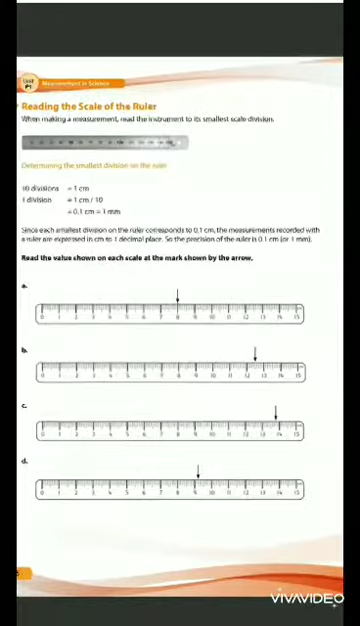 Unit
P1
Measurement in Science
Reading the Scale of the Ruler
When making a measurement, read the instrument to its smallest scale division.
Determining the smallest division on the ruler
10 divisions = 1 cm
1 division = 1 cm / 10
= 0.1 cm = 1 mm
Since each smallest division on the ruler corresponds to 0.1 cm, the measurements recorded with
a ruler are expressed in cm to 1 decimal place. So the precision of the ruler is 0.1 cm (or 1 mm).
Read the value shown on each scale at the mark shown by the arrow.
a.
0 1 2 3 4 5 6 7 8 9 10 11 12 13 14 15
b.
0 1 2 3 4 5 6 7 8 9 10 11 12 13 14 15
c.
0 1 2 3 4 5 6 7 8 9 10 11 12 13 14 15
d.
0 1 2 3 4 5 6 7 8 9 10 11 12 13 14 15
VIVAVIDEO